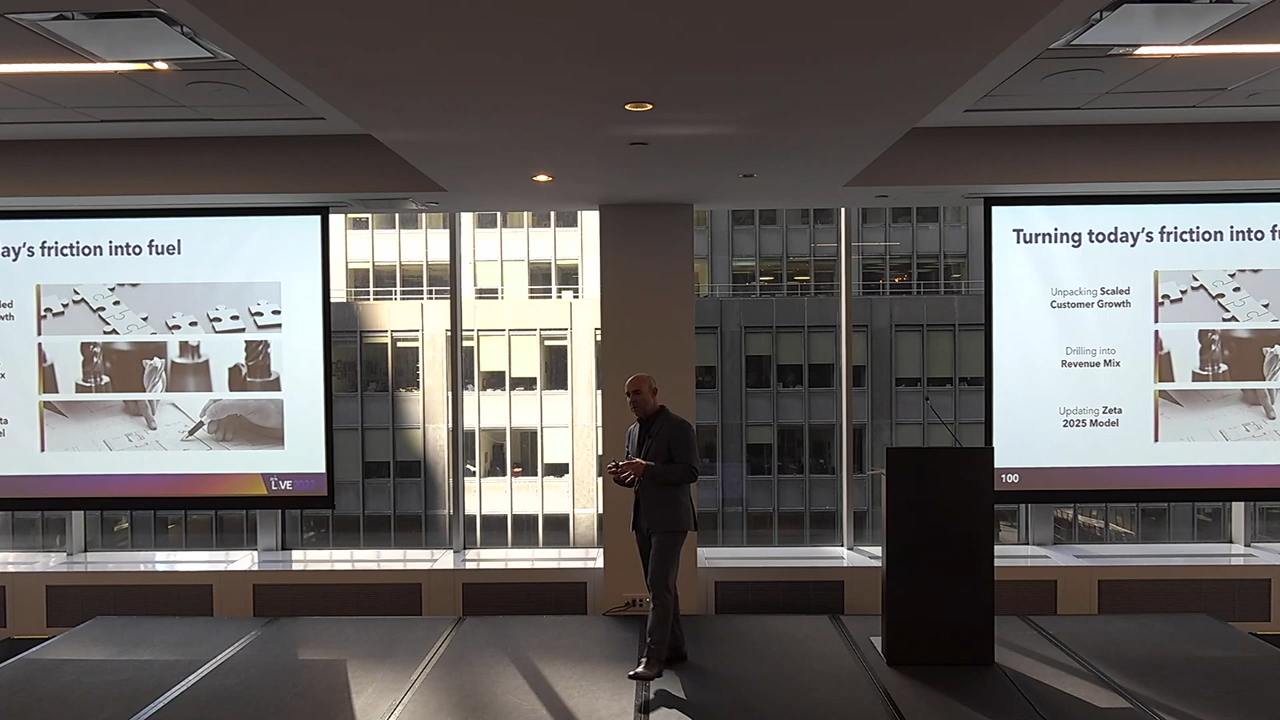 ay's friction into fuel
LIVE2022
Turning today's friction into fu
Unpacking Scaled
Customer Growth
Drilling into
Revenue Mix
Updating Zeta
2025 Model
100